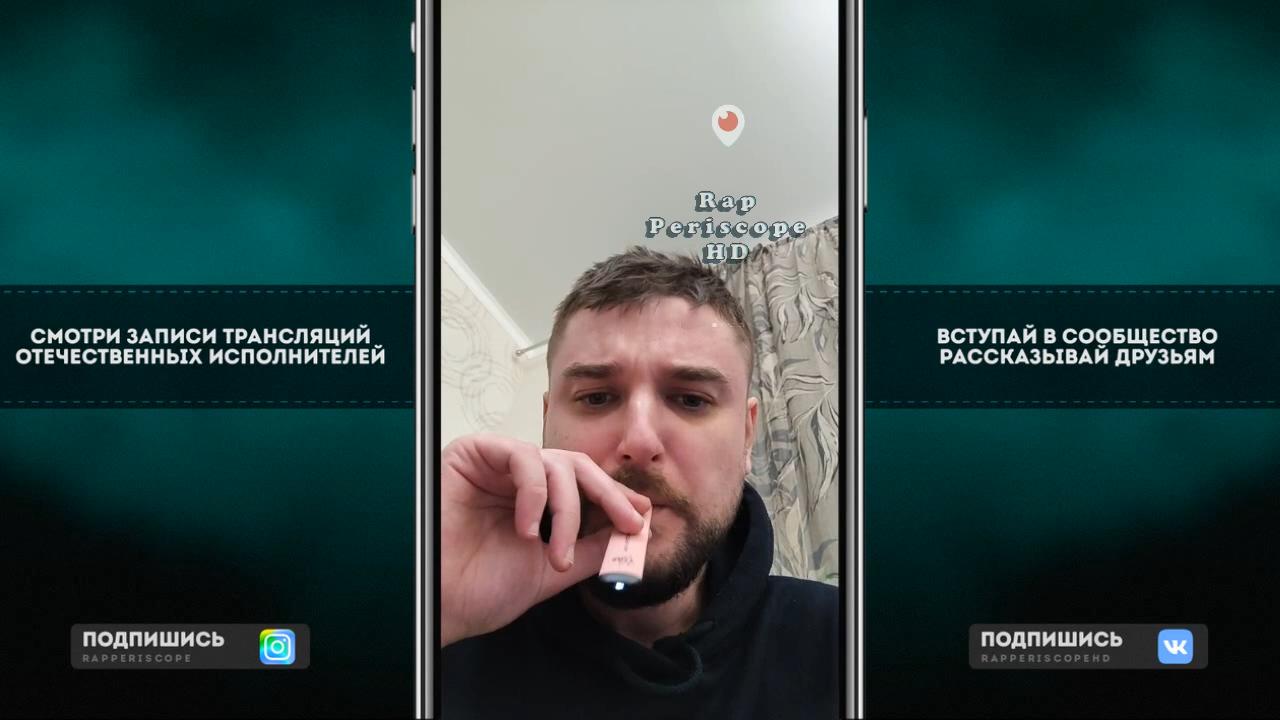 Rap
Periscope
HD
СМОТРИ ЗАПИСИ ТРАНСЛЯЦИЙ
ОТЕЧЕСТВЕННЫХ ИСПОЛНИТЕЛЕЙ
ВСТУПАЙ В СООБЩЕСТВО
РАССКАЗЫВАЙ ДРУЗЬЯМ
ПОДПИШИСЬ
RAPPERISCOPE
ПОДПИШИСЬ
RAPPERISCOPEHD